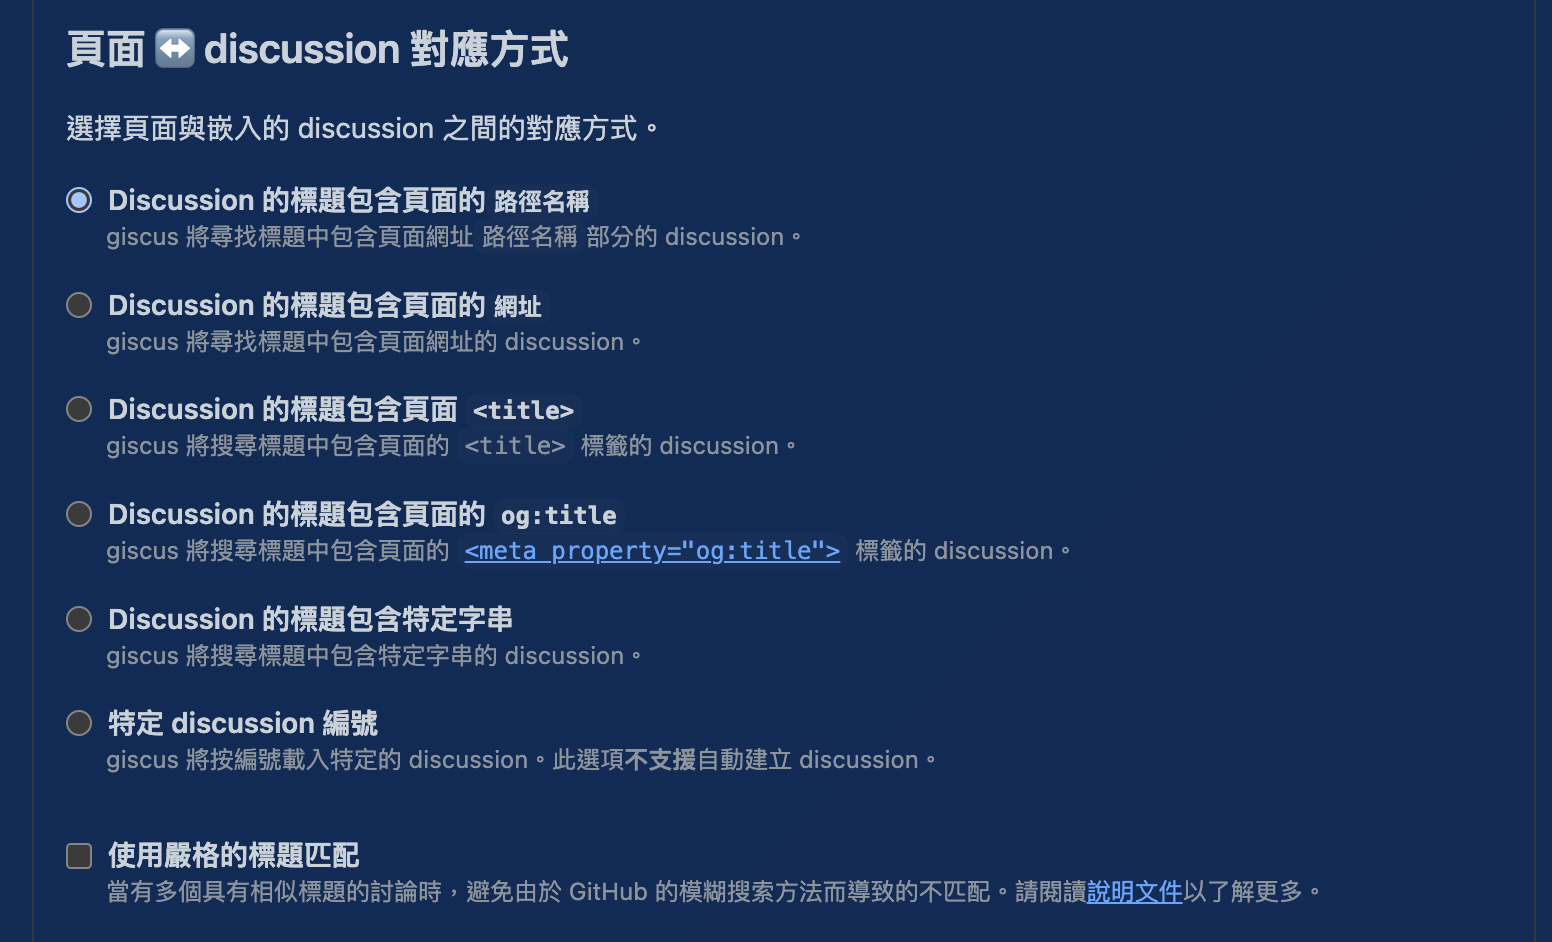 頁面 ↔️ discussion 對應方式
選擇頁面與嵌入的 discussion 之間的對應方式。
Discussion 的標題包含頁面的 路徑名稱
giscus 將尋找標題中包含頁面網址 路徑名稱 部分的 discussion。
Discussion 的標題包含頁面的 網址
giscus 將尋找標題中包含頁面網址的 discussion。
Discussion 的標題包含頁面 <title>
giscus 將搜尋標題中包含頁面的 <title> 標籤的 discussion。
Discussion 的標題包含頁面的 og:title
giscus 將搜尋標題中包含頁面的 <meta property="og:title"> 標籤的 discussion。
Discussion 的標題包含特定字串
giscus 將搜尋標題中包含特定字串的 discussion。
特定 discussion 編號
giscus 將按編號載入特定的 discussion。此選項不支援自動建立 discussion。
使用嚴格的標題匹配
當有多個具有相似標題的討論時，避免由於 GitHub 的模糊搜索方法而導致的不匹配。請閱讀說明文件以了解更多。